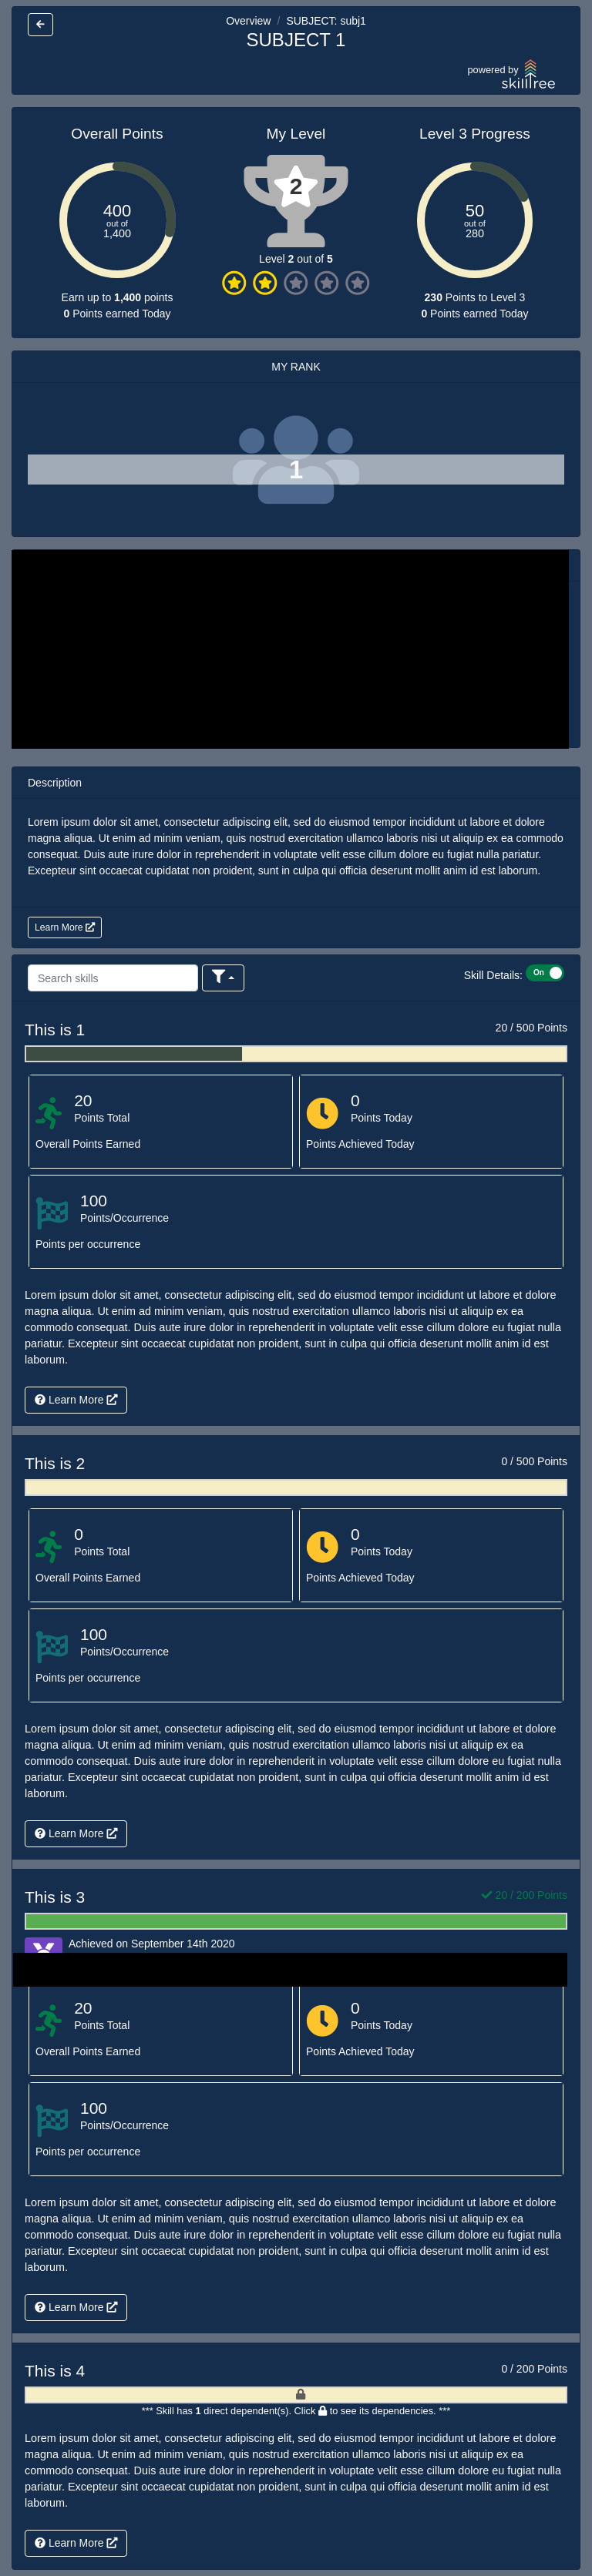 Overview / SUBJECT: subj1
SUBJECT 1
powered by
skilltree
Overall Points
My Level
Level 3 Progress
400
out of
1,400
2
50
out of
280
Level 2 out of 5
Earn up to 1,400 points
0 Points earned Today
230 Points to Level 3
0 Points earned Today
MY RANK
1
Description
Lorem ipsum dolor sit amet, consectetur adipiscing elit, sed do eiusmod tempor incididunt ut labore et dolore
magna aliqua. Ut enim ad minim veniam, quis nostrud exercitation ullamco laboris nisi ut aliquip ex ea commodo
consequat. Duis aute irure dolor in reprehenderit in voluptate velit esse cillum dolore eu fugiat nulla pariatur.
Excepteur sint occaecat cupidatat non proident, sunt in culpa qui officia deserunt mollit anim id est laborum.
Learn More
Search skills
Skill Details: On
This is 1
20 / 500 Points
20
Points Total
Overall Points Earned
0
Points Today
Points Achieved Today
100
Points/Occurrence
Points per occurrence
Lorem ipsum dolor sit amet, consectetur adipiscing elit, sed do eiusmod tempor incididunt ut labore et dolore
magna aliqua. Ut enim ad minim veniam, quis nostrud exercitation ullamco laboris nisi ut aliquip ex ea
commodo consequat. Duis aute irure dolor in reprehenderit in voluptate velit esse cillum dolore eu fugiat nulla
pariatur. Excepteur sint occaecat cupidatat non proident, sunt in culpa qui officia deserunt mollit anim id est
laborum.
Learn More
This is 2
0 / 500 Points
0
Points Total
Overall Points Earned
0
Points Today
Points Achieved Today
100
Points/Occurrence
Points per occurrence
Lorem ipsum dolor sit amet, consectetur adipiscing elit, sed do eiusmod tempor incididunt ut labore et dolore
magna aliqua. Ut enim ad minim veniam, quis nostrud exercitation ullamco laboris nisi ut aliquip ex ea
commodo consequat. Duis aute irure dolor in reprehenderit in voluptate velit esse cillum dolore eu fugiat nulla
pariatur. Excepteur sint occaecat cupidatat non proident, sunt in culpa qui officia deserunt mollit anim id est
laborum.
Learn More
This is 3
20 / 200 Points
Achieved on September 14th 2020
20
Points Total
Overall Points Earned
0
Points Today
Points Achieved Today
100
Points/Occurrence
Points per occurrence
Lorem ipsum dolor sit amet, consectetur adipiscing elit, sed do eiusmod tempor incididunt ut labore et dolore
magna aliqua. Ut enim ad minim veniam, quis nostrud exercitation ullamco laboris nisi ut aliquip ex ea
commodo consequat. Duis aute irure dolor in reprehenderit in voluptate velit esse cillum dolore eu fugiat nulla
pariatur. Excepteur sint occaecat cupidatat non proident, sunt in culpa qui officia deserunt mollit anim id est
laborum.
Learn More
This is 4
0 / 200 Points
*** Skill has 1 direct dependent(s). Click to see its dependencies. ***
Lorem ipsum dolor sit amet, consectetur adipiscing elit, sed do eiusmod tempor incididunt ut labore et dolore
magna aliqua. Ut enim ad minim veniam, quis nostrud exercitation ullamco laboris nisi ut aliquip ex ea
commodo consequat. Duis aute irure dolor in reprehenderit in voluptate velit esse cillum dolore eu fugiat nulla
pariatur. Excepteur sint occaecat cupidatat non proident, sunt in culpa qui officia deserunt mollit anim id est
laborum.
Learn More